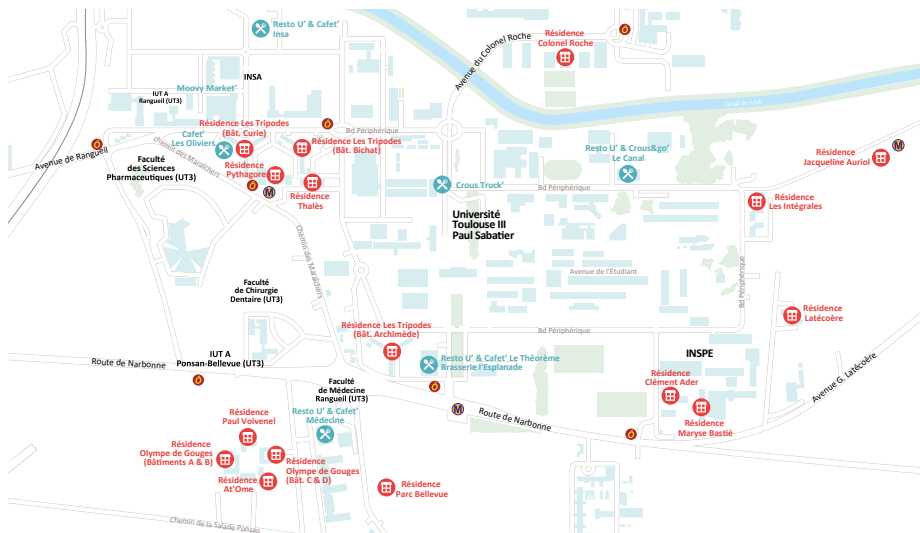 Resto U' & Cafet'
Insa
Avenue du Colonel Roche
Résidence
Colonel Roche
INSA
Moovy Market'
IUT A
Rangueil (UT3)
Canal du Midi
Résidence Les Tripodes
(Bât. Curie)
Bd Périphérique
Cafet'
Les Oliviers
chemin des Maraîchers
Avenue de Rangueil
Résidence Les Tripodes
(Bât. Bichat)
Resto U' & Crous&go'
Le Canal
M
Résidence
Jacqueline Auriol
Faculté
des Sciences
Pharmaceutiques (UT3)
Résidence
Pythagore
M
Résidence
Thalès
Crous Truck'
Bd Périphérique
Résidence
Les Intégrales
Université
Toulouse III
Paul Sabatier
Chemin des Maraîchers
Avenue de l'Étudiant
Bd Périphérique
Faculté
de Chirurgie
Dentaire (UT3)
Résidence
Latécoère
Résidence Les Tripodes
(Bât. Archimède)
Bd Périphérique
Route de Narbonne
IUT A
Ponsan-Bellevue (UT3)
Resto U' & Cafet' Le Théorème
Brasserie l'Esplanade
INSPE
Avenue G. Latécoère
Résidence
Clément Ader
Faculté
de Médecine
Rangueil (UT3)
M
Route de Narbonne
Résidence
Paul Voivenel
Resto U' & Cafet'
Médecine
Résidence
Maryse Bastié
Résidence
Olympe de Gouges
(Bâtiments A & B)
Résidence
Olympe de Gouges
(Bât. C & D)
Résidence
At'Ome
Résidence
Parc Bellevue
Chemin de la Salade Ponsan